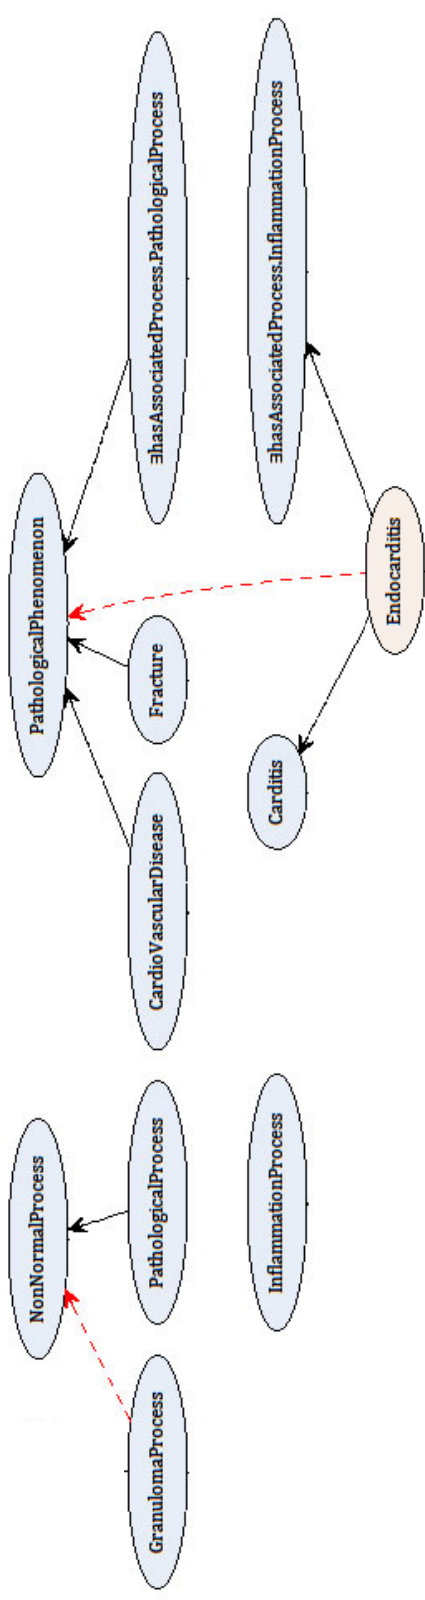 NonNormalProcess
PathologicalPhenomenon
GranulomaProcess
PathologicalProcess
CardioVascularDisease
Fracture
∃hasAssociatedProcess.PathologicalProcess
InflammationProcess
Carditis
∃hasAssociatedProcess.InflammationProcess
Endocarditis